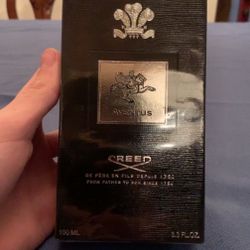 AVENTUS
CREED
DE PÈRE EN FILS DEPUIS 1760
FROM FATHER TO SON SINCE 1760
100 ML
3.3 FL.OZ.